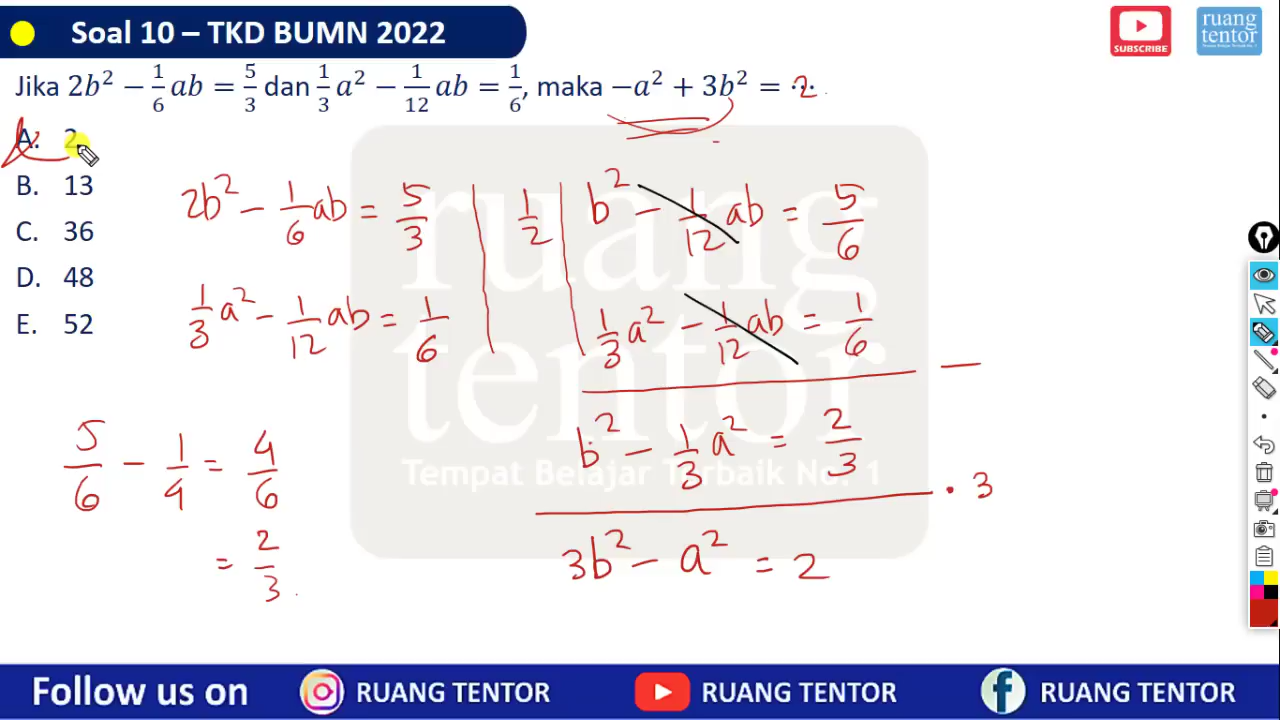 Soal 10 – TKD BUMN 2022
SUBSCRIBE
ruang tentor
Jika 2b² − 1/6 ab = 5/3 dan 1/3 a² − 1/12 ab = 1/6, maka −a² + 3b² = ... 2
A. 2
B. 13
C. 36
D. 48
E. 52
2b² − 1/6 ab = 5/3 | 1/2 | b² − 1/12 ab = 5/6
1/3 a² − 1/12 ab = 1/6 | | 1/3 a² − 1/12 ab = 1/6 −
b² − 1/3 a² = 2/3 · 3
3b² − a² = 2
5/6 − 1/4 = 4/6
= 2/3
ruang
tentor
Tempat Belajar Terbaik No. 1
Follow us on RUANG TENTOR RUANG TENTOR RUANG TENTOR